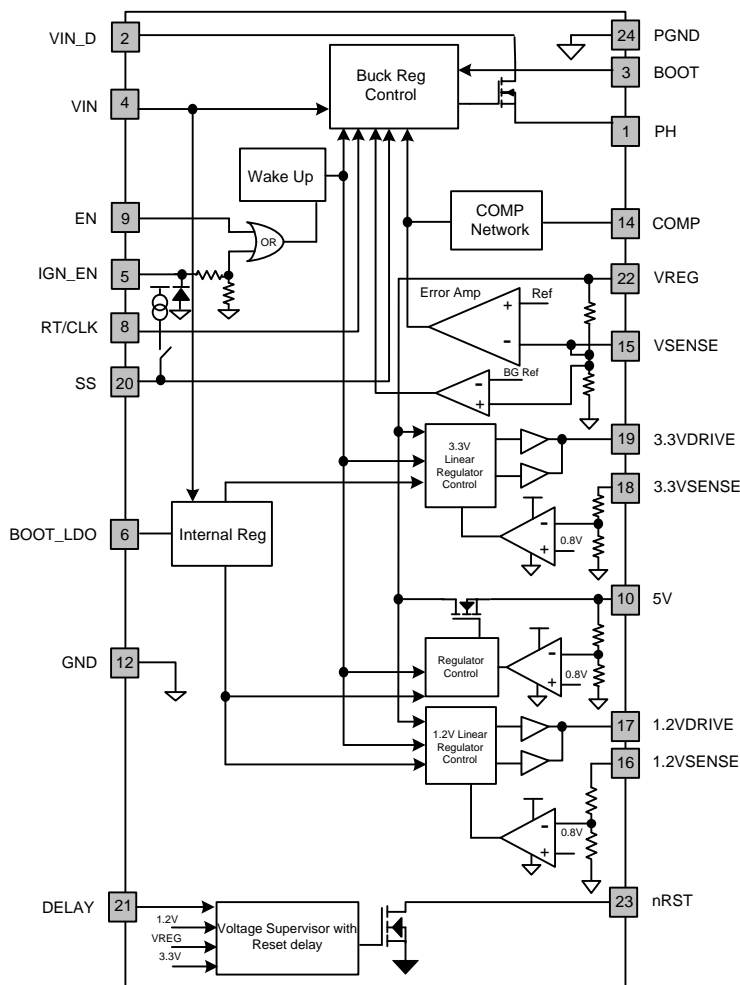 VIN_D
2
24
PGND
Buck Reg
Control
3
BOOT
VIN
4
1
PH
Wake Up
EN
9
OR
COMP
Network
14
COMP
IGN_EN
5
22
VREG
Error Amp
+
Ref
-
RT/CLK
8
15
VSENSE
SS
20
-
BG Ref
+
3.3V
Linear
Regulator
Control
19
3.3VDRIVE
18
3.3VSENSE
-
+
0.8V
BOOT_LDO
6
Internal Reg
10
5V
GND
12
Regulator
Control
-
+
0.8V
1.2V Linear
Regulator
Control
17
1.2VDRIVE
16
1.2VSENSE
-
+
0.8V
DELAY
21
1.2V
VREG
3.3V
Voltage Supervisor with
Reset delay
23
nRST